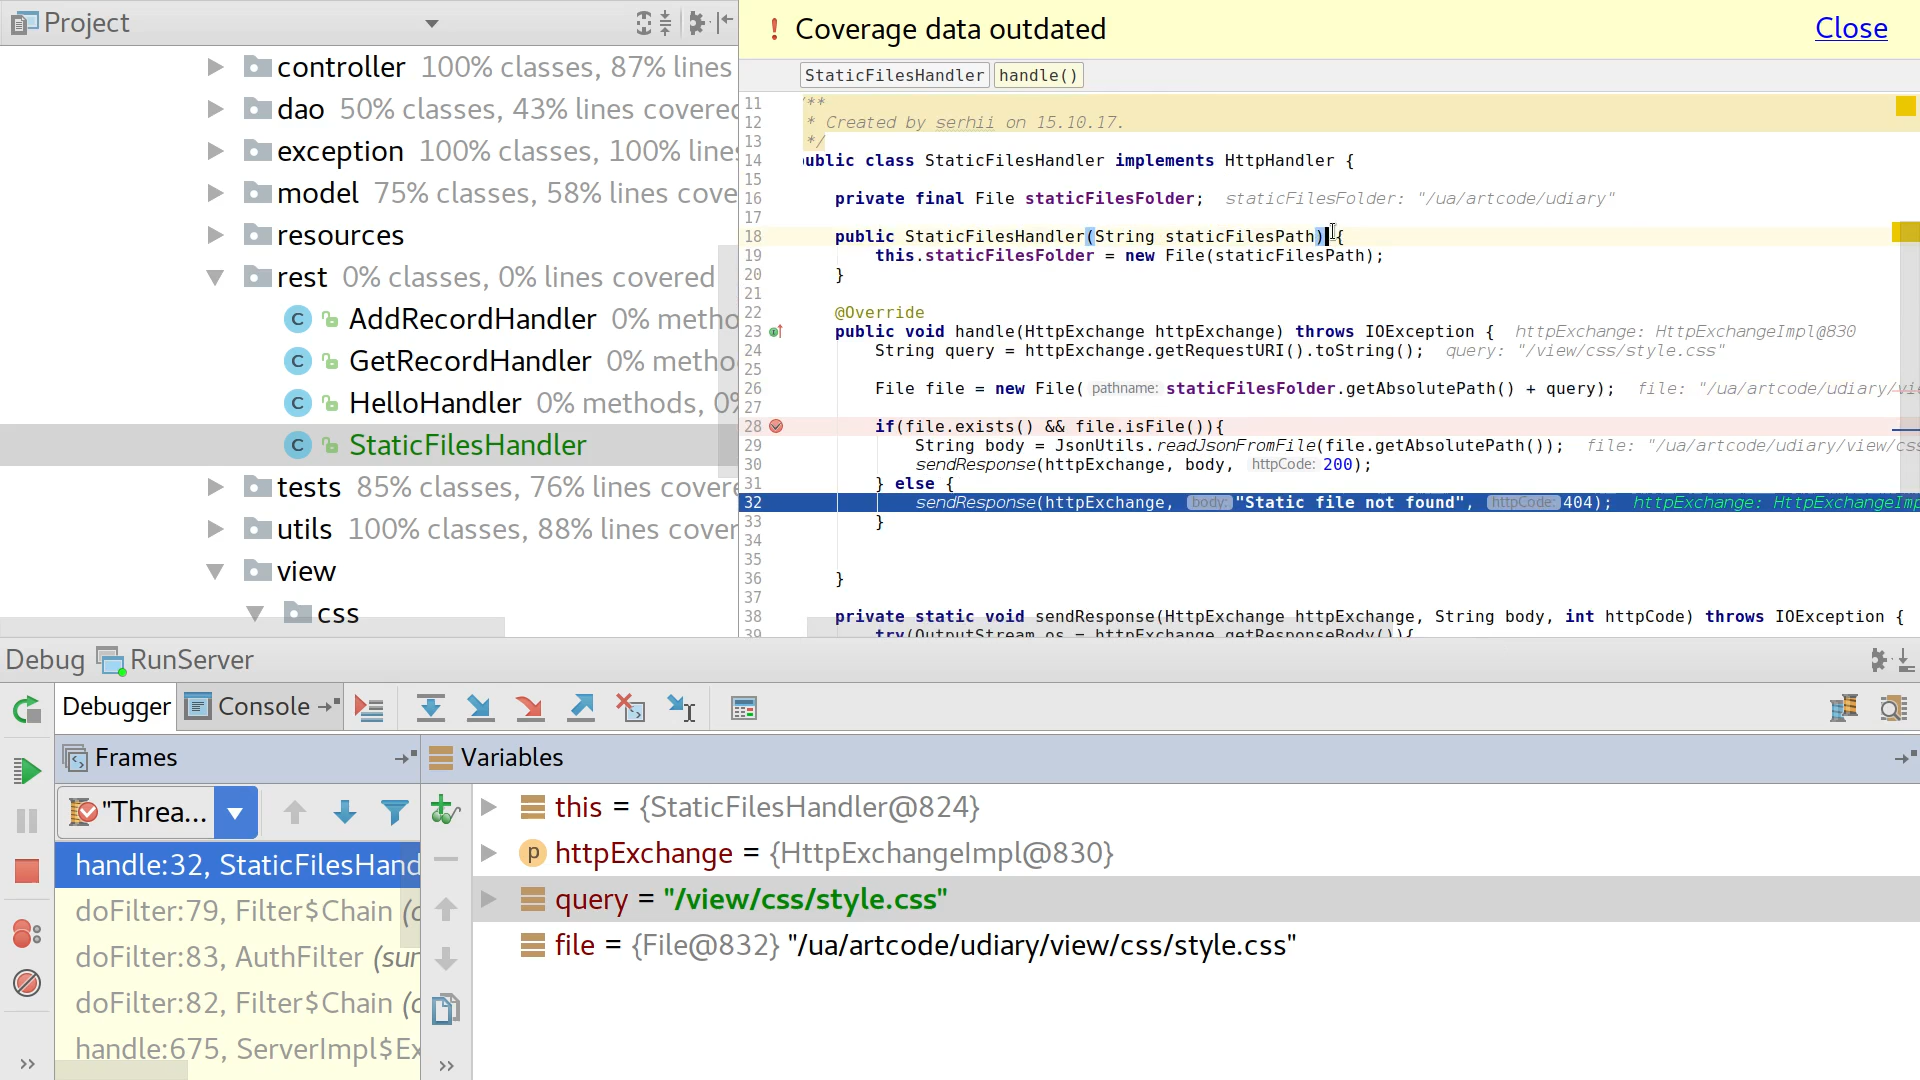 Project
controller 100% classes, 87% lines
dao 50% classes, 43% lines covered
exception 100% classes, 100% lines
model 75% classes, 58% lines cove
resources
rest 0% classes, 0% lines covered
C AddRecordHandler 0% metho
C GetRecordHandler 0% metho
C HelloHandler 0% methods, 0%
C StaticFilesHandler
tests 85% classes, 76% lines covere
utils 100% classes, 88% lines cover
view
css
! Coverage data outdated Close
StaticFilesHandler handle()
11 /**
12 * Created by serhii on 15.10.17.
13 */
14 public class StaticFilesHandler implements HttpHandler {
15
16 private final File staticFilesFolder; staticFilesFolder: "/ua/artcode/udiary"
17
18 public StaticFilesHandler(String staticFilesPath) {
19 this.staticFilesFolder = new File(staticFilesPath);
20 }
21
22 @Override
23 public void handle(HttpExchange httpExchange) throws IOException { httpExchange: HttpExchangeImpl@830
24 String query = httpExchange.getRequestURI().toString(); query: "/view/css/style.css"
25
26 File file = new File( pathname: staticFilesFolder.getAbsolutePath() + query); file: "/ua/artcode/udiary/vie
27
28 if(file.exists() && file.isFile()){
29 String body = JsonUtils.readJsonFromFile(file.getAbsolutePath()); file: "/ua/artcode/udiary/view/css
30 sendResponse(httpExchange, body, httpCode: 200);
31 } else {
32 sendResponse(httpExchange, body: "Static file not found", httpCode: 404); httpExchange: HttpExchangeImp
33 }
34
35
36 }
37
38 private static void sendResponse(HttpExchange httpExchange, String body, int httpCode) throws IOException {
39 try(OutputStream os = httpExchange.getResponseBody()){
Debug RunServer
Debugger Console
Frames
Variables
"Threa...
handle:32, StaticFilesHand
doFilter:79, Filter$Chain (c
doFilter:83, AuthFilter (sur
doFilter:82, Filter$Chain (c
handle:675, ServerImpl$Ex
this = {StaticFilesHandler@824}
p httpExchange = {HttpExchangeImpl@830}
query = "/view/css/style.css"
file = {File@832} "/ua/artcode/udiary/view/css/style.css"